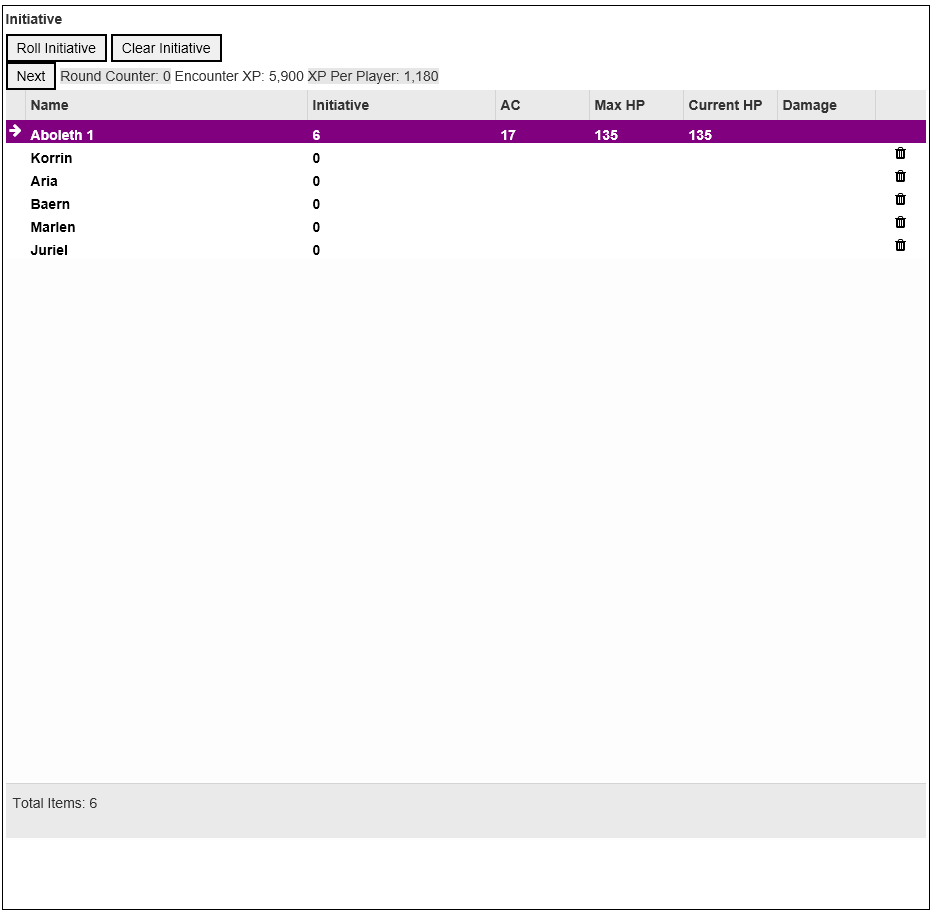 Initiative
Roll Initiative Clear Initiative
Next Round Counter: 0 Encounter XP: 5,900 XP Per Player: 1,180
Name Initiative AC Max HP Current HP Damage
Aboleth 1 6 17 135 135
Korrin 0
Aria 0
Baern 0
Marlen 0
Juriel 0
Total Items: 6